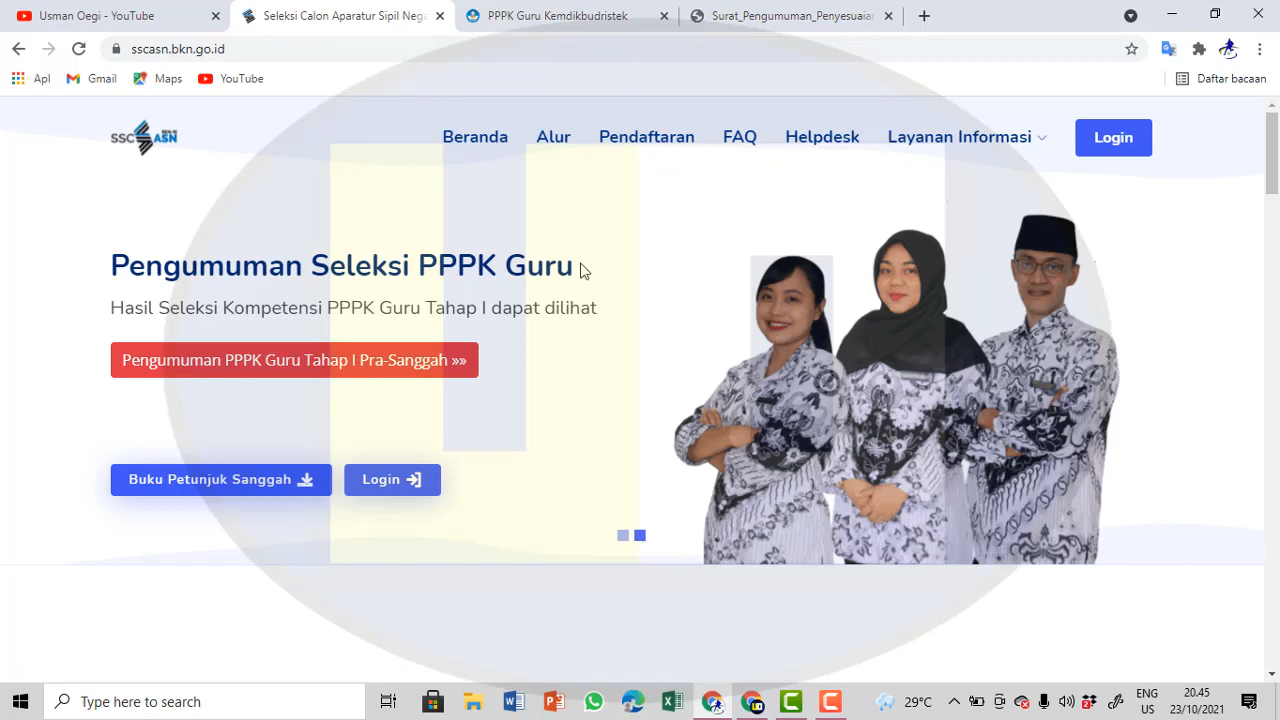 Usman Oegi - YouTube
Seleksi Calon Aparatur Sipil Nega
PPPK Guru Kemdikbudristek
Surat_Pengumuman_Penyesuaian
sscasn.bkn.go.id
Apl
Gmail
Maps
YouTube
Daftar bacaan
SSCASN
Beranda
Alur
Pendaftaran
FAQ
Helpdesk
Layanan Informasi
Login
Pengumuman Seleksi PPPK Guru
Hasil Seleksi Kompetensi PPPK Guru Tahap I dapat dilihat
Pengumuman PPPK Guru Tahap I Pra-Sanggah »»
Buku Petunjuk Sanggah
Login
Type here to search
29°C
ENG
ID
20.45
23/10/2021